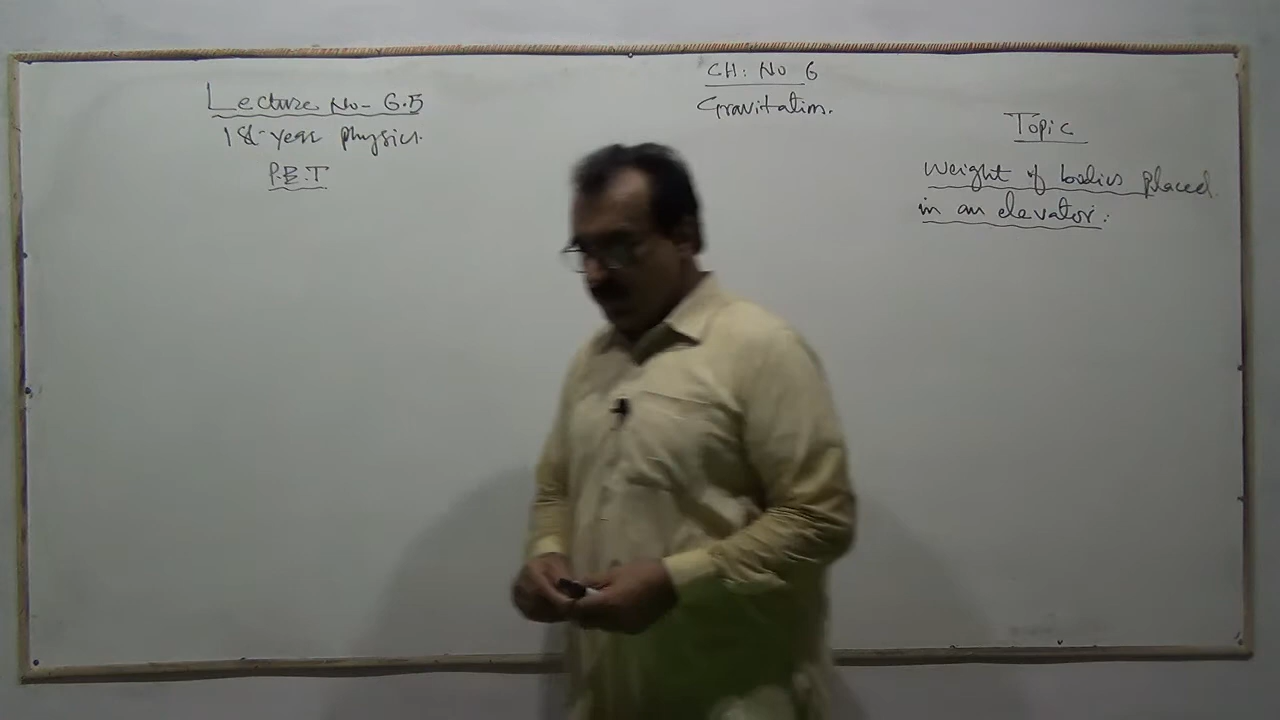 Lecture No- 6.5
1st-year physics.
P.B.T
CH: No 6
Gravitation.
Topic
Weight of bodies placed
in an elevator: